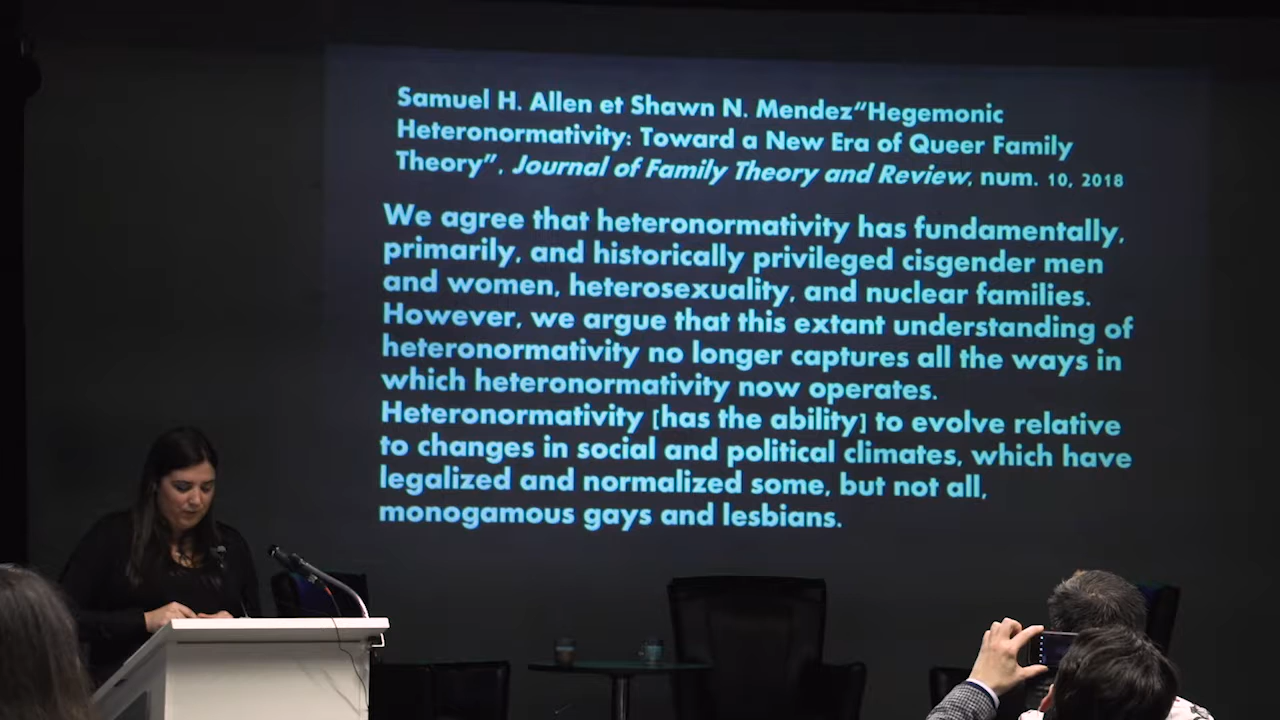 Samuel H. Allen et Shawn N. Mendez“Hegemonic
Heteronormativity: Toward a New Era of Queer Family
Theory”. Journal of Family Theory and Review, num. 10, 2018
We agree that heteronormativity has fundamentally,
primarily, and historically privileged cisgender men
and women, heterosexuality, and nuclear families.
However, we argue that this extant understanding of
heteronormativity no longer captures all the ways in
which heteronormativity now operates.
Heteronormativity [has the ability] to evolve relative
to changes in social and political climates, which have
legalized and normalized some, but not all,
monogamous gays and lesbians.